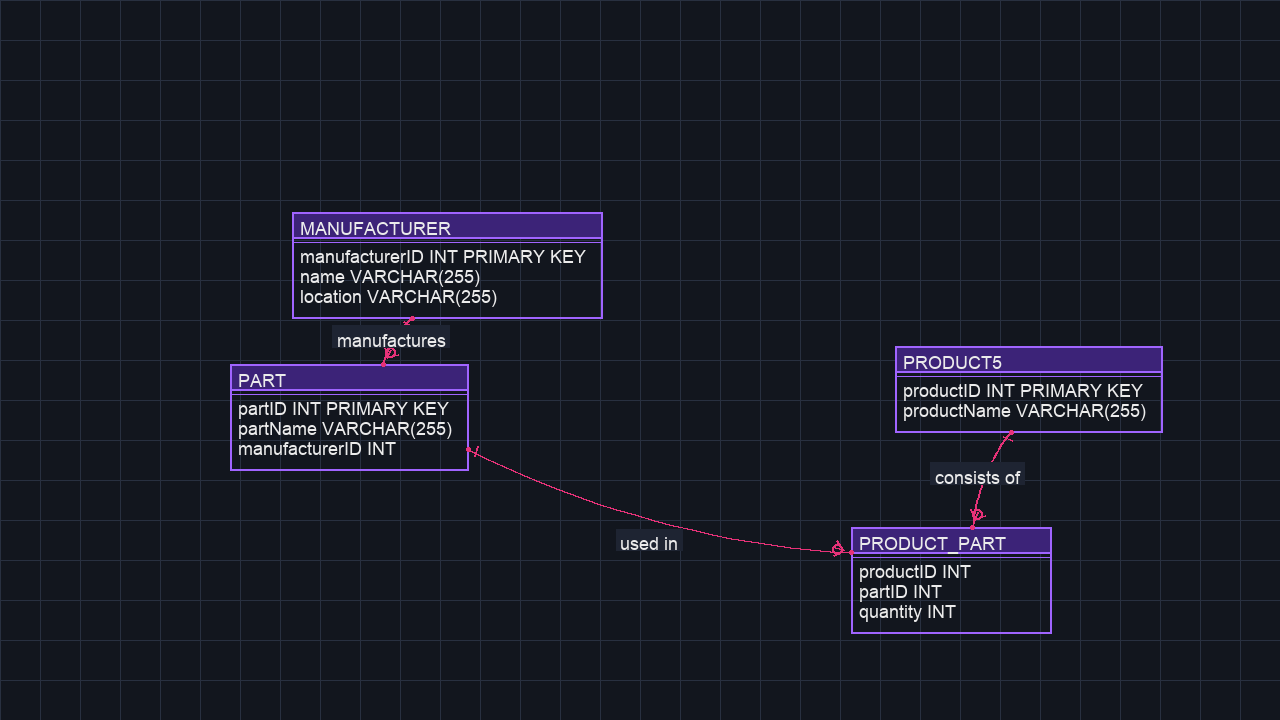 MANUFACTURER
manufacturerID INT PRIMARY KEY
name VARCHAR(255)
location VARCHAR(255)
manufactures
PART
partID INT PRIMARY KEY
partName VARCHAR(255)
manufacturerID INT
PRODUCT5
productID INT PRIMARY KEY
productName VARCHAR(255)
consists of
used in
PRODUCT_PART
productID INT
partID INT
quantity INT